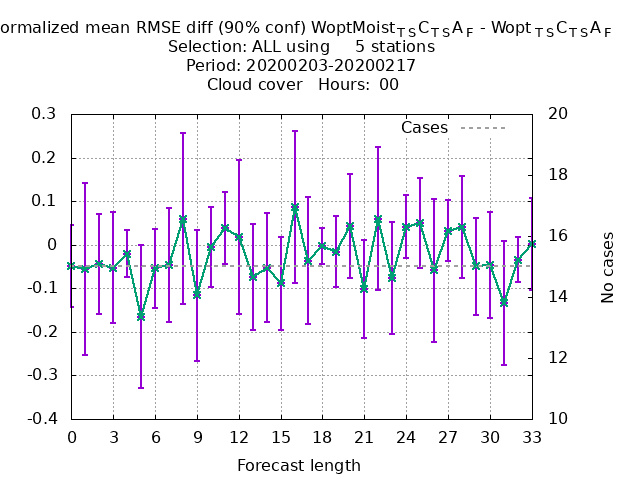 ormalized mean RMSE diff (90% conf) WoptMoistTSCTSAF - WoptTSCTSAF
Selection: ALL using 5 stations
Period: 20200203-20200217
Cloud cover Hours: 00
0.3
0.2
0.1
0
-0.1
-0.2
-0.3
-0.4
20
18
16
14
12
10
Cases
No cases
0 3 6 9 12 15 18 21 24 27 30 33
Forecast length